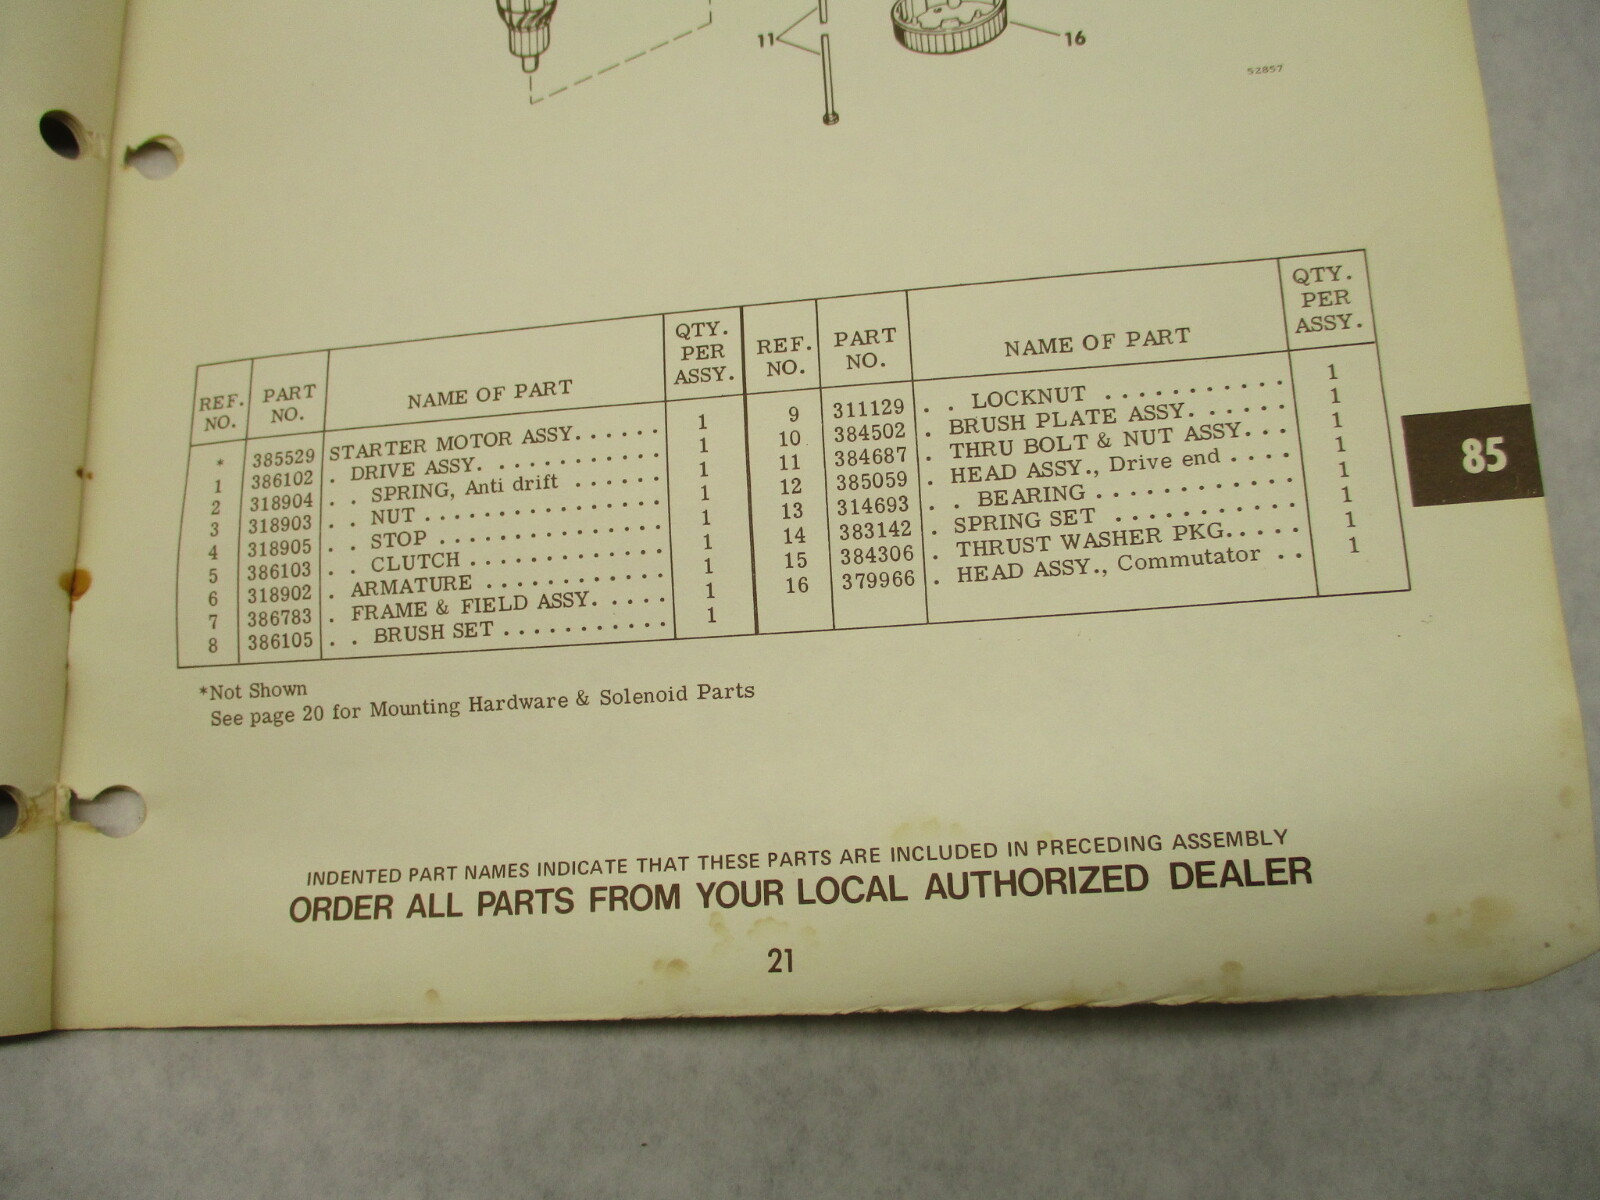 11
16
52857
REF. NO. PART NO. NAME OF PART QTY. PER ASSY. REF. NO. PART NO. NAME OF PART QTY. PER ASSY.
* 385529 STARTER MOTOR ASSY...... 1
1 386102 . DRIVE ASSY. ........... 1
2 318904 . . SPRING, Anti drift ...... 1
3 318903 . . NUT ................ 1
4 318905 . . STOP ............... 1
5 386103 . . CLUTCH ............. 1
6 318902 . ARMATURE ............ 1
7 386783 . FRAME & FIELD ASSY..... 1
8 386105 . . BRUSH SET ........... 1
9 311129 . . LOCKNUT .......... 1
10 384502 . BRUSH PLATE ASSY...... 1
11 384687 . THRU BOLT & NUT ASSY... 1
12 385059 . HEAD ASSY., Drive end .... 1
13 314693 . . BEARING ............. 1
14 383142 . SPRING SET ........... 1
15 384306 . THRUST WASHER PKG..... 1
16 379966 . HEAD ASSY., Commutator .. 1
85
*Not Shown
See page 20 for Mounting Hardware & Solenoid Parts
INDENTED PART NAMES INDICATE THAT THESE PARTS ARE INCLUDED IN PRECEDING ASSEMBLY
ORDER ALL PARTS FROM YOUR LOCAL AUTHORIZED DEALER
21